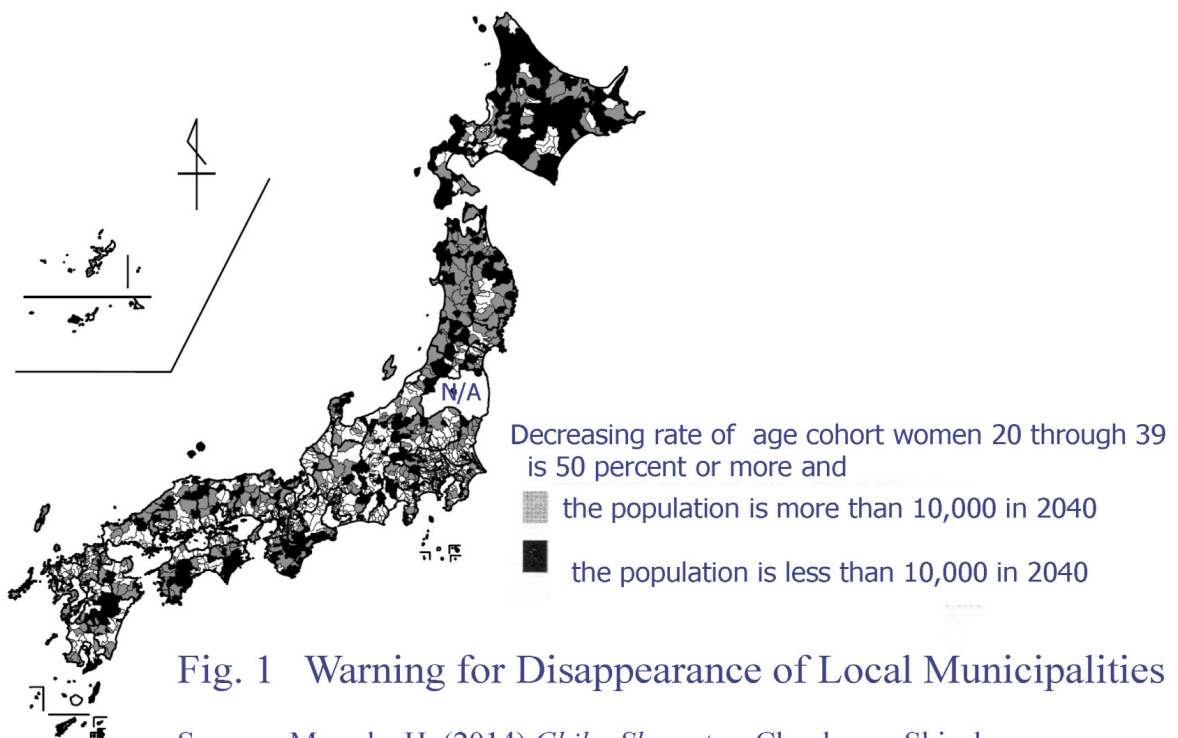 N/A
Decreasing rate of age cohort women 20 through 39
is 50 percent or more and
the population is more than 10,000 in 2040
the population is less than 10,000 in 2040
Fig. 1 Warning for Disappearance of Local Municipalities
H. (2014)